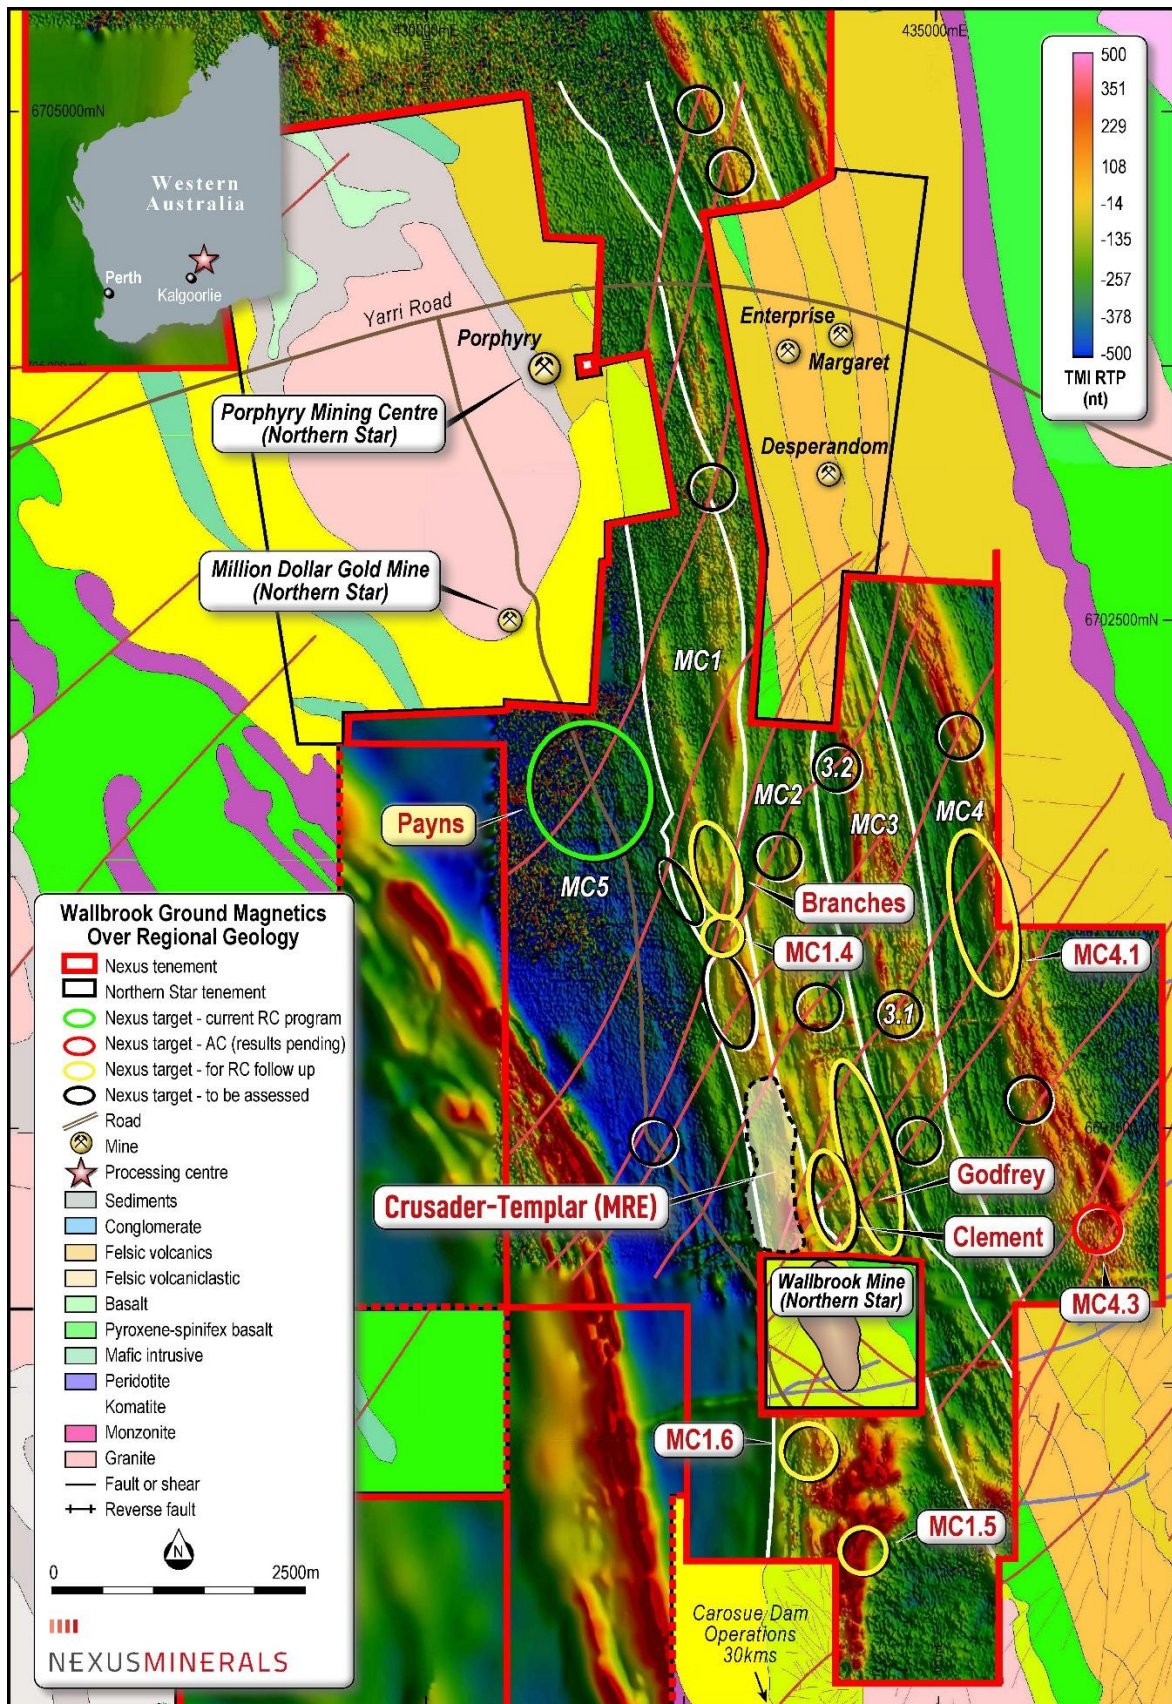 430000mE
435000mE
6705000mN
Western
Australia
Perth
Kalgoorlie
500
351
229
108
-14
-135
-257
-378
-500
TMI RTP
(nt)
Yarri Road
Porphyry
Enterprise
Margaret
Desperandom
Porphyry Mining Centre
(Northern Star)
Million Dollar Gold Mine
(Northern Star)
6702500mN
MC1
MC2
3.2
MC3
MC4
Payns
MC5
Branches
MC1.4
MC4.1
3.1
6697500mN
Crusader-Templar (MRE)
Godfrey
Clement
MC4.3
Wallbrook Mine
(Northern Star)
MC1.6
MC1.5
Carosue Dam
Operations
30kms
Wallbrook Ground Magnetics
Over Regional Geology
Nexus tenement
Northern Star tenement
Nexus target - current RC program
Nexus target - AC (results pending)
Nexus target - for RC follow up
Nexus target - to be assessed
Road
Mine
Processing centre
Sediments
Conglomerate
Felsic volcanics
Felsic volcaniclastic
Basalt
Pyroxene-spinifex basalt
Mafic intrusive
Peridotite
Komatite
Monzonite
Granite
Fault or shear
Reverse fault
N
0 2500m
NEXUSMINERALS